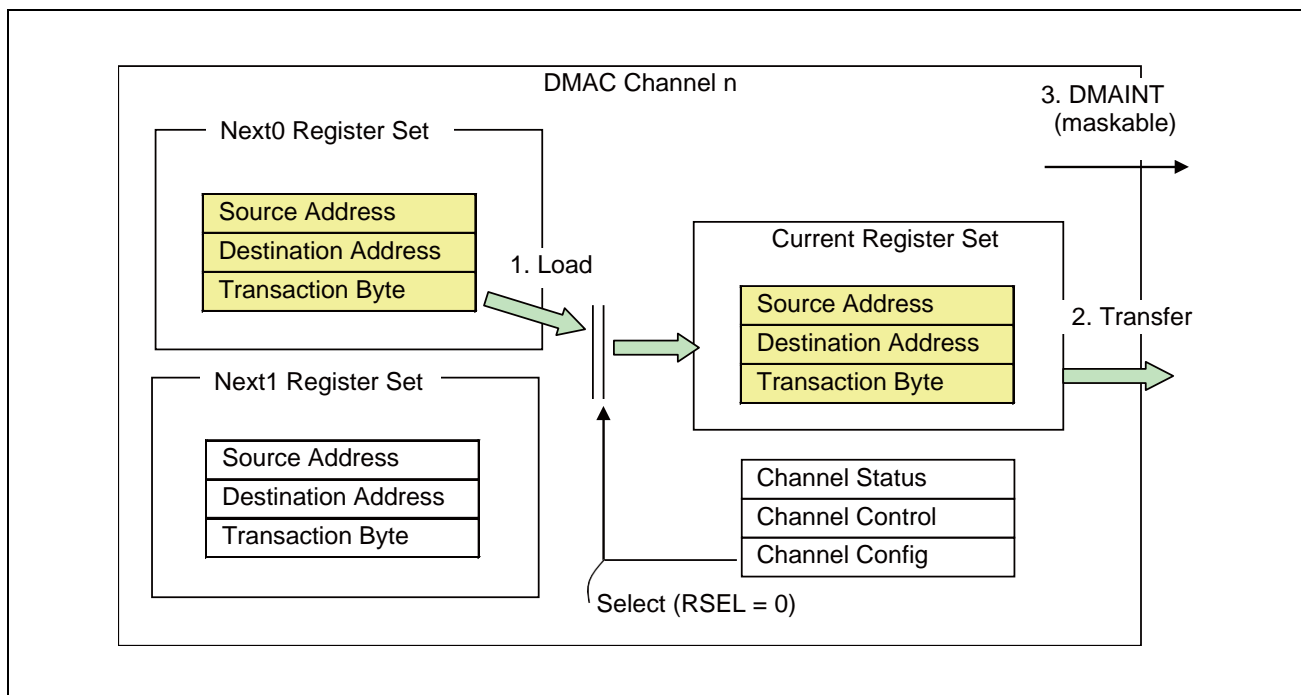 DMAC Channel n
3. DMAINT
(maskable)
Next0 Register Set
Source Address
Destination Address
Transaction Byte
1. Load
Current Register Set
Source Address
Destination Address
Transaction Byte
2. Transfer
Next1 Register Set
Source Address
Destination Address
Transaction Byte
Channel Status
Channel Control
Channel Config
Select (RSEL = 0)